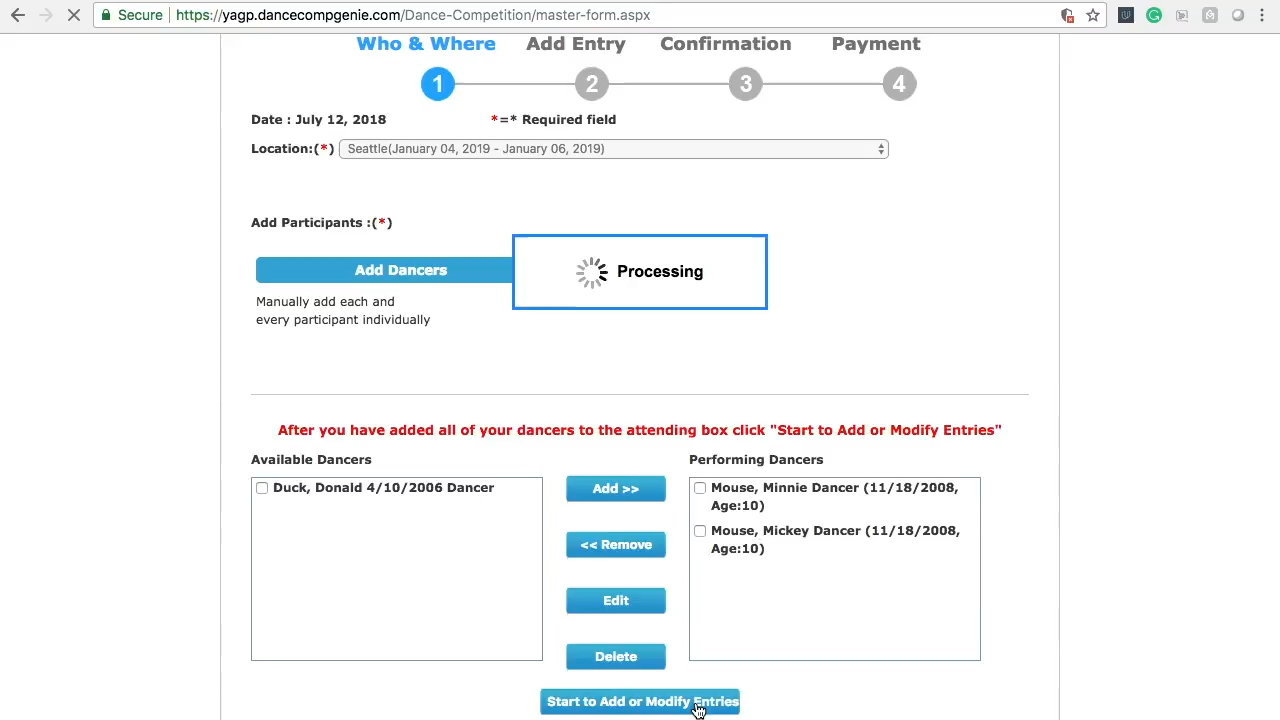 Secure https://yagp.dancecompgenie.com/Dance-Competition/master-form.aspx
Who & Where Add Entry Confirmation Payment
1 2 3 4
Date : July 12, 2018 *=* Required field
Location:(*) Seattle(January 04, 2019 - January 06, 2019)
Add Participants :(*)
Add Dancers
Processing
Manually add each and
every participant individually
After you have added all of your dancers to the attending box click "Start to Add or Modify Entries"
Available Dancers
Performing Dancers
Duck, Donald 4/10/2006 Dancer
Add >>
<< Remove
Edit
Delete
Mouse, Minnie Dancer (11/18/2008,
Age:10)
Mouse, Mickey Dancer (11/18/2008,
Age:10)
Start to Add or Modify Entries